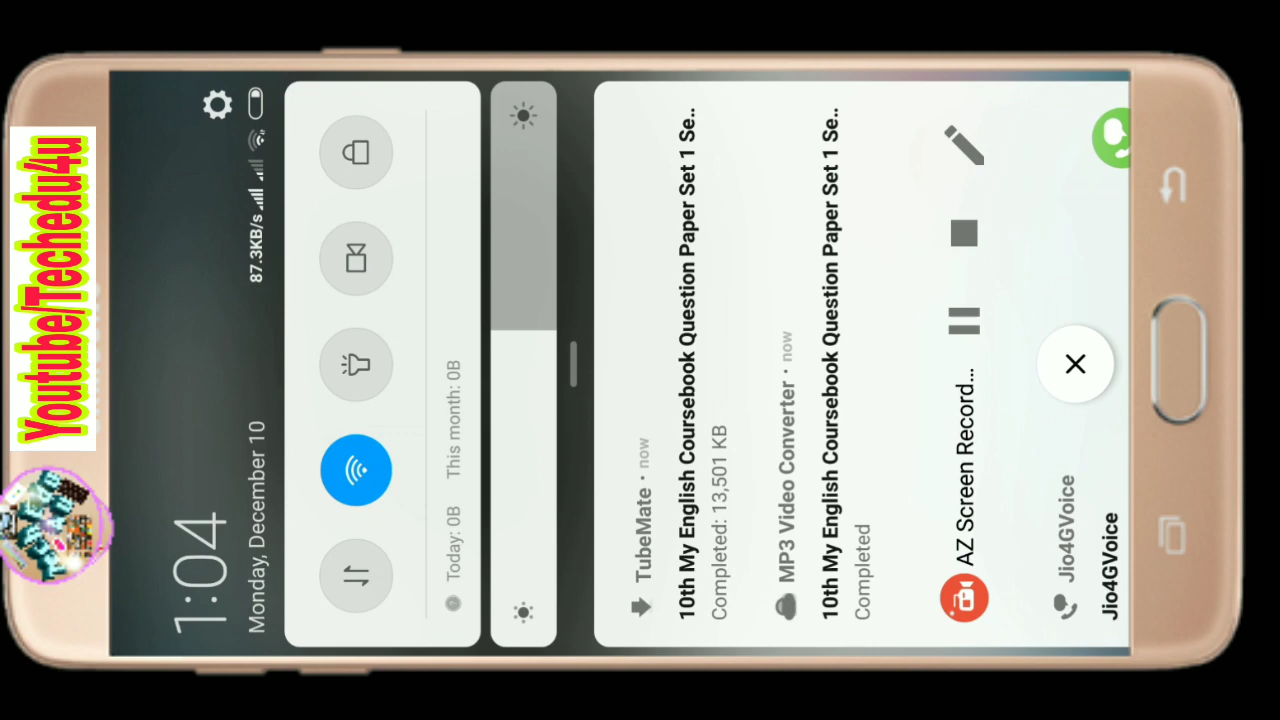 Youtube/Techedu4u
1:04
Monday, December 10
87.3KB/s
Today: 0B This month: 0B
TubeMate · now
10th My English Coursebook Question Paper Set 1 Se..
Completed: 13,501 KB
MP3 Video Converter · now
10th My English Coursebook Question Paper Set 1 Se..
Completed
AZ Screen Record...
Jio4GVoice
Jio4GVoice